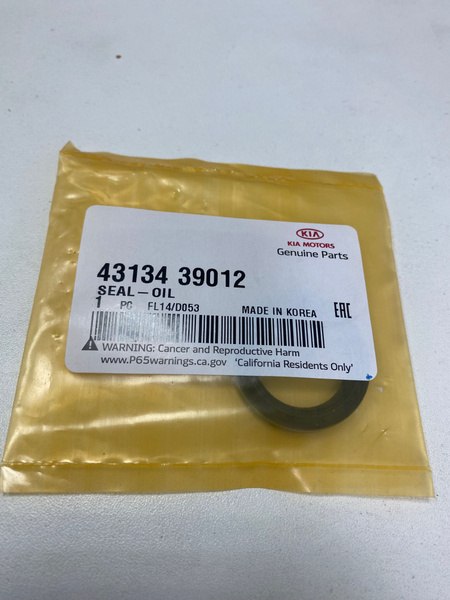 KIA
KIA MOTORS
Genuine Parts
43134 39012
SEAL-OIL
1 PC FL14/D053 MADE IN KOREA EAC
WARNING: Cancer and Reproductive Harm
www.P65warnings.ca.gov 'California Residents Only'